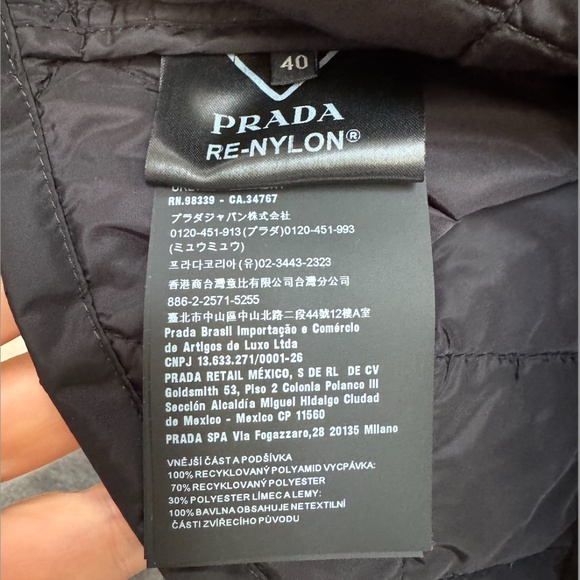 40
PRADA
RE-NYLON®
RN.98339 - CA.34767
プラダジャパン株式会社
0120-451-913(プラダ)0120-451-993
(ミュウミュウ)
프라다코리아(유)02-3443-2323
香港商台灣意比有限公司台灣分公司
886-2-2571-5255
臺北市中山區中山北路二段44號12樓A室
Prada Brasil Importação e Comércio
de Artigos de Luxo Ltda
CNPJ 13.633.271/0001-26
PRADA RETAIL MÉXICO, S DE RL DE CV
Goldsmith 53, Piso 2 Colonia Polanco III
Sección Alcaldía Miguel Hidalgo Ciudad
de Mexico - Mexico CP 11560
PRADA SPA Via Fogazzaro,28 20135 Milano
VNĚJŠÍ ČÁST A PODŠÍVKA
100% RECYKLOVANÝ POLYAMID VYCPÁVKA:
70% RECYKLOVANÝ POLYESTER
30% POLYESTER LÍMEC A LEMY:
100% BAVLNA OBSAHUJE NETEXTILNÍ
ČÁSTI ZVÍŘECÍHO PŮVODU